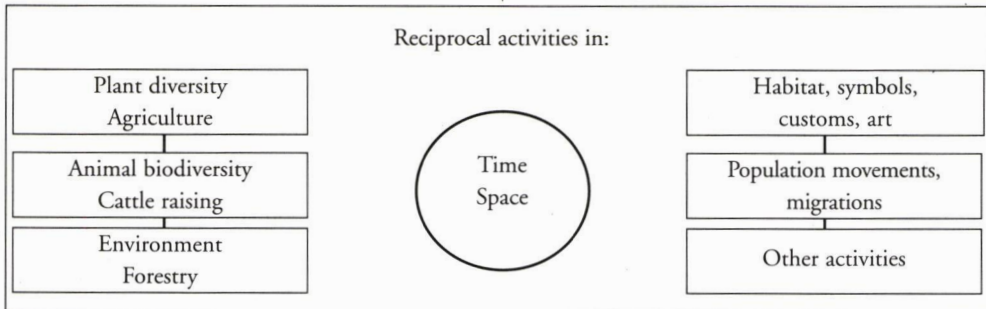 Reciprocal activities in:
Plant diversity
Agriculture
Animal biodiversity
Cattle raising
Environment
Forestry
Time
Space
Habitat, symbols,
customs, art
Population movements,
migrations
Other activities